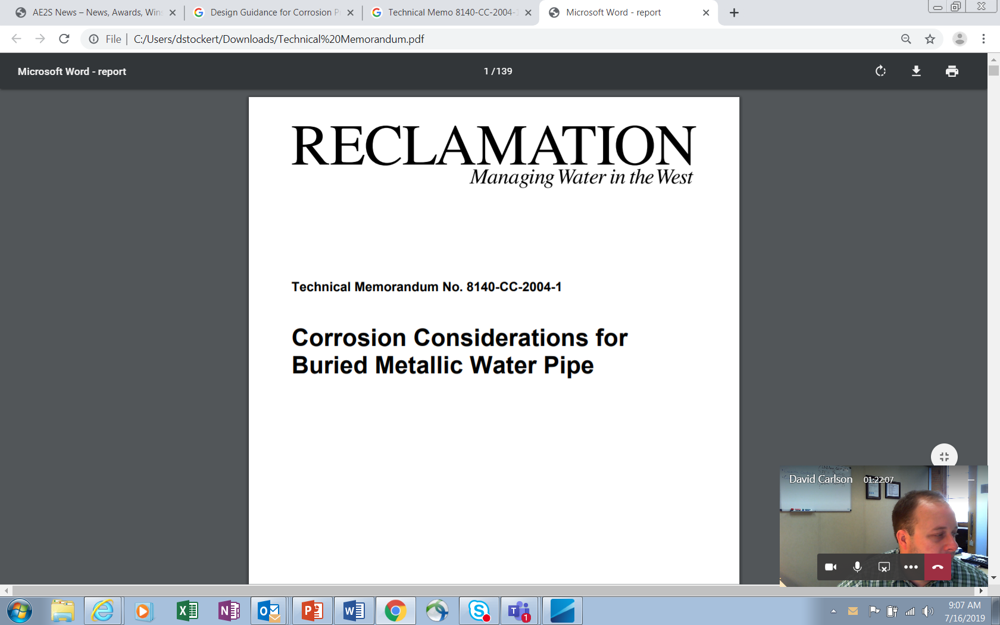 AE2S News – News, Awards, Wins
Design Guidance for Corrosion P
Technical Memo 8140-CC-2004-1
Microsoft Word - report
File
C:/Users/dstockert/Downloads/Technical%20Memorandum.pdf
Microsoft Word - report
1 / 139
RECLAMATION
Managing Water in the West
Technical Memorandum No. 8140-CC-2004-1
Corrosion Considerations for
Buried Metallic Water Pipe
David Carlson 01:22:07
9:07 AM
7/16/2019